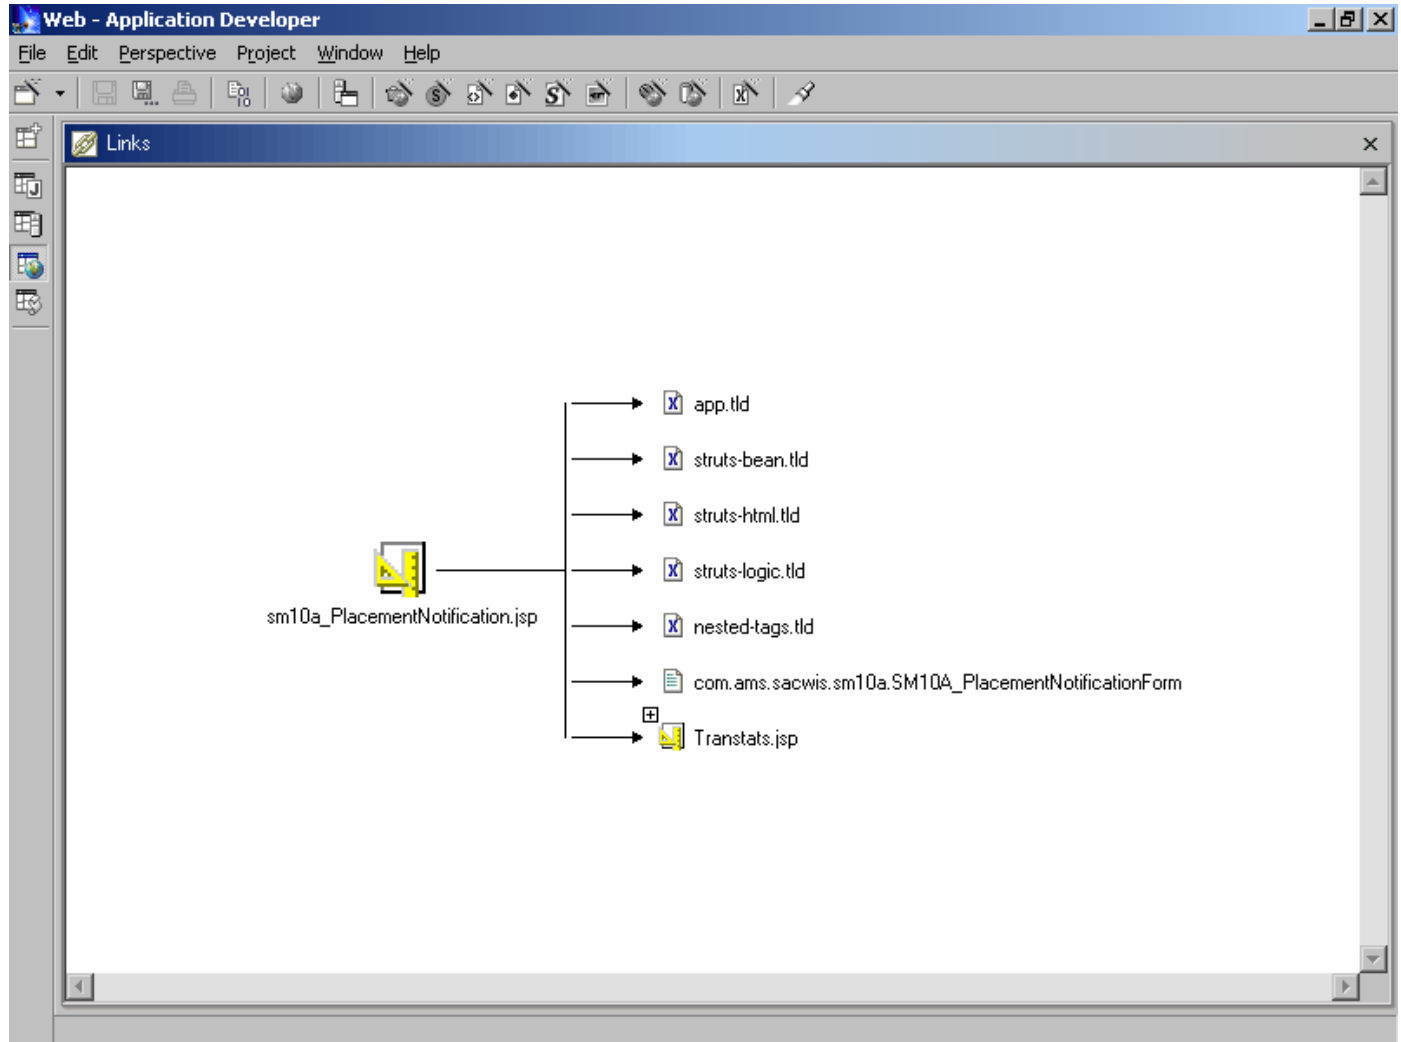 Web - Application Developer
File Edit Perspective Project Window Help
Links
app.tld
struts-bean.tld
struts-html.tld
struts-logic.tld
sm10a_PlacementNotification.jsp
nested-tags.tld
com.ams.sacwis.sm10a.SM10A_PlacementNotificationForm
Transtats.jsp